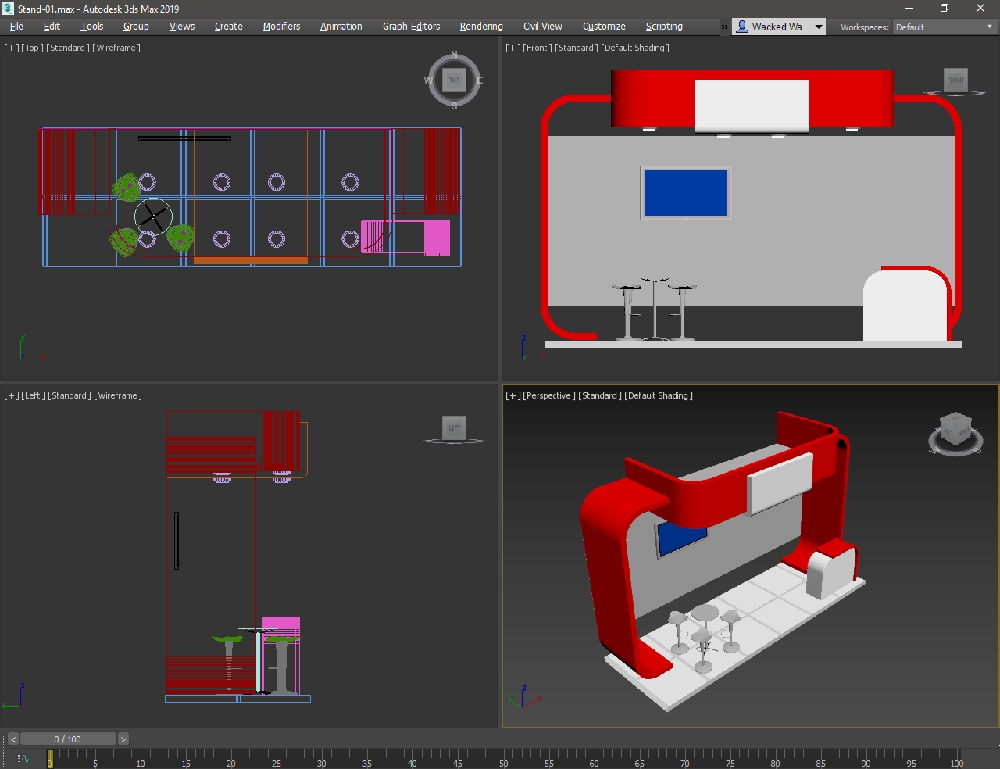 Stand-01.max - Autodesk 3ds Max 2019
File Edit Tools Group Views Create Modifiers Animation Graph Editors Rendering Civil View Customize Scripting » Wacked Wa Workspaces: Default
[+] [Top] [Standard] [Wireframe]
N
W TOP E
S
[+] [Front] [Standard] [Default Shading]
FRONT
z
y
[+] [Left] [Standard] [Wireframe]
LEFT
z
[+] [Perspective] [Standard] [Default Shading]
z
< 0 / 100 >
0 5 10 15 20 25 30 35 40 45 50 55 60 65 70 75 80 85 90 95 100